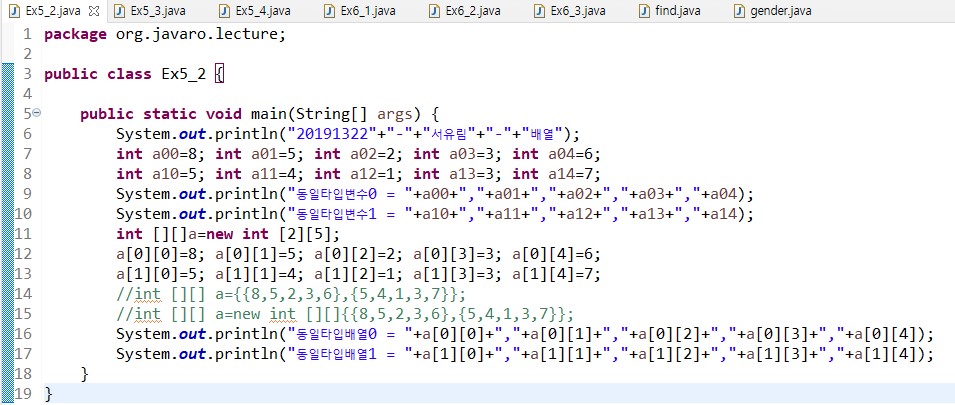 Ex5_2.java Ex5_3.java Ex5_4.java Ex6_1.java Ex6_2.java Ex6_3.java find.java gender.java
1 package org.javaro.lecture;
2
3 public class Ex5_2 {
4
5 public static void main(String[] args) {
6 System.out.println("20191322"+"-"+"서유림"+"-"+"배열");
7 int a00=8; int a01=5; int a02=2; int a03=3; int a04=6;
8 int a10=5; int a11=4; int a12=1; int a13=3; int a14=7;
9 System.out.println("동일타입변수0 = "+a00+","+a01+","+a02+","+a03+","+a04);
10 System.out.println("동일타입변수1 = "+a10+","+a11+","+a12+","+a13+","+a14);
11 int [][]a=new int [2][5];
12 a[0][0]=8; a[0][1]=5; a[0][2]=2; a[0][3]=3; a[0][4]=6;
13 a[1][0]=5; a[1][1]=4; a[1][2]=1; a[1][3]=3; a[1][4]=7;
14 //int [][] a={{8,5,2,3,6},{5,4,1,3,7}};
15 //int [][] a=new int [][]{{8,5,2,3,6},{5,4,1,3,7}};
16 System.out.println("동일타입배열0 = "+a[0][0]+","+a[0][1]+","+a[0][2]+","+a[0][3]+","+a[0][4]);
17 System.out.println("동일타입배열1 = "+a[1][0]+","+a[1][1]+","+a[1][2]+","+a[1][3]+","+a[1][4]);
18 }
19 }